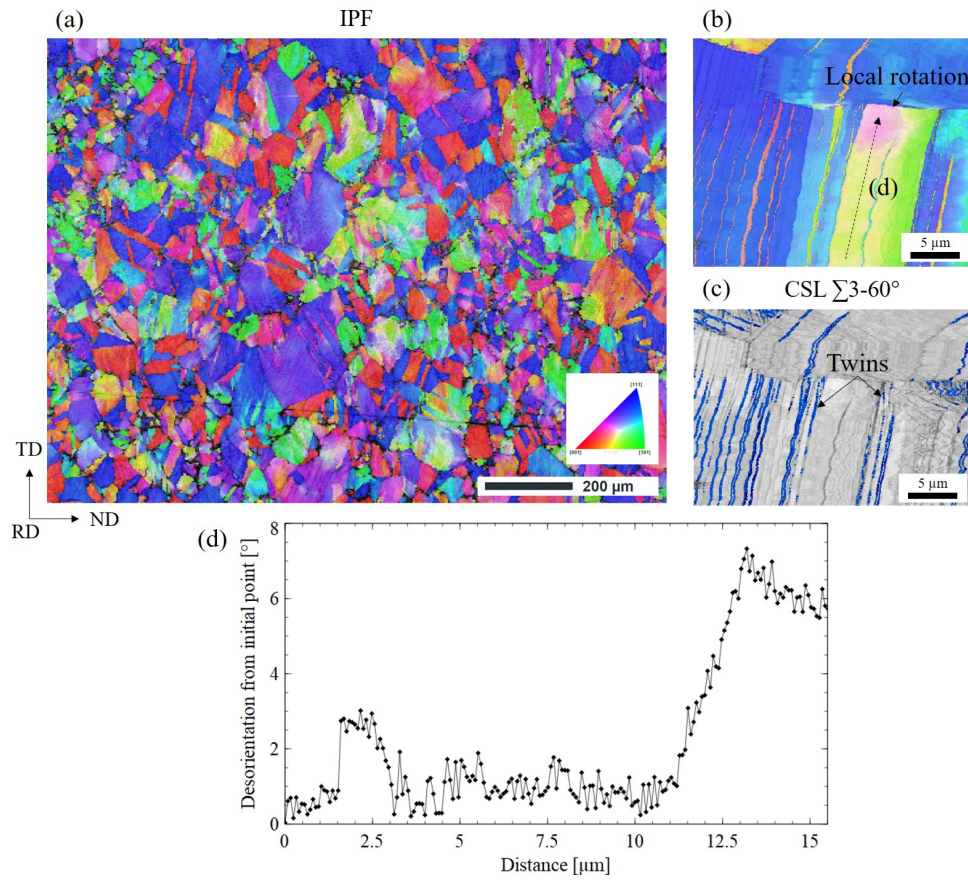 (a)
IPF
[111]
[001]
[101]
200 µm
TD
RD
ND
(b)
Local rotation
(d)
5 µm
(c)
CSL ∑3-60°
Twins
5 µm
(d)
Desorientation from initial point [°]
8
6
4
2
0
0
2.5
5
7.5
10
12.5
15
Distance [µm]